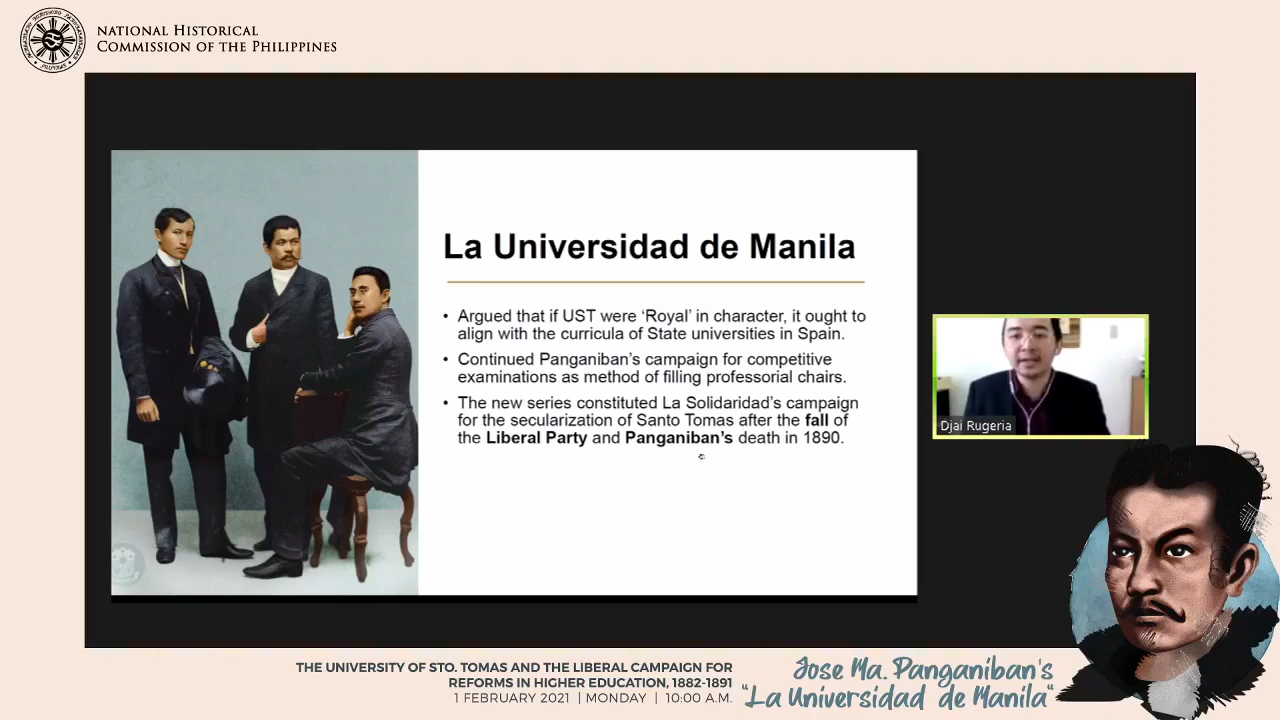 NATIONAL HISTORICAL
COMMISSION OF THE PHILIPPINES
La Universidad de Manila
• Argued that if UST were ‘Royal’ in character, it ought to
align with the curricula of State universities in Spain.
• Continued Panganiban’s campaign for competitive
examinations as method of filling professorial chairs.
• The new series constituted La Solidaridad’s campaign
for the secularization of Santo Tomas after the fall of
the Liberal Party and Panganiban’s death in 1890.
Djai Rugeria
THE UNIVERSITY OF STO. TOMAS AND THE LIBERAL CAMPAIGN FOR
REFORMS IN HIGHER EDUCATION, 1882-1891
1 FEBRUARY 2021 | MONDAY | 10:00 A.M.
Jose Ma. Panganiban's
"La Universidad de Manila"